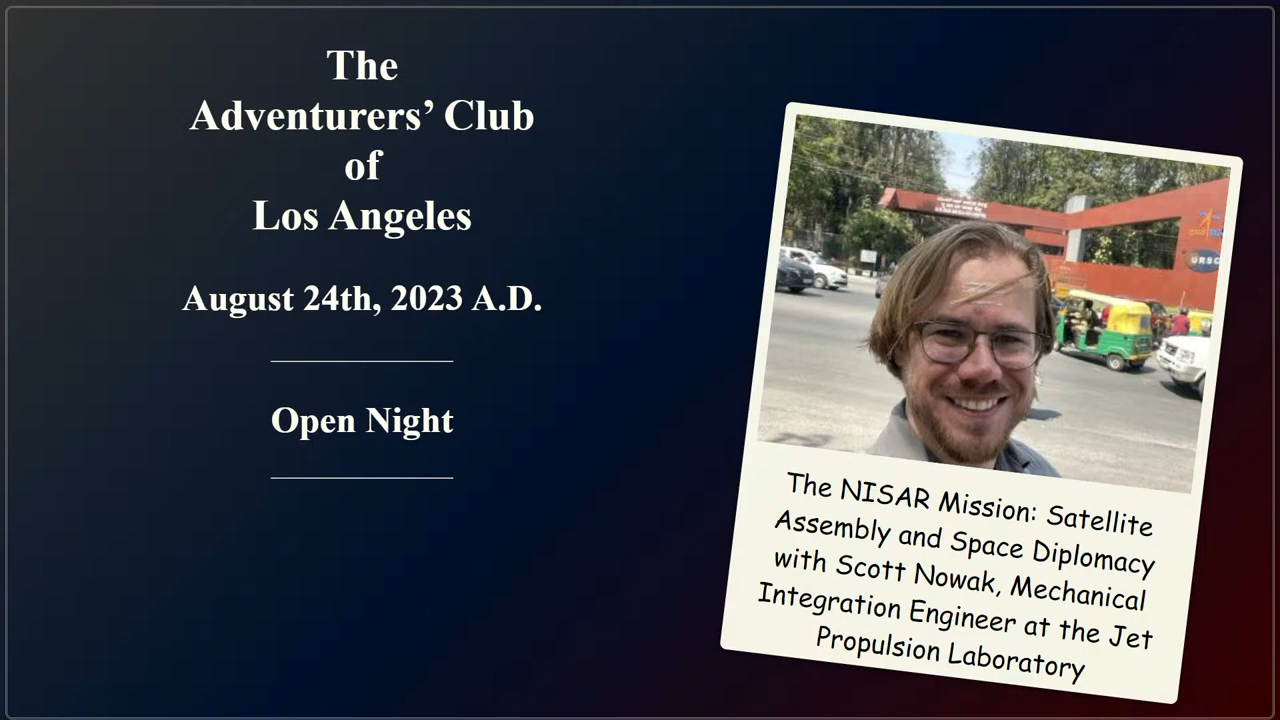 The
Adventurers’ Club
of
Los Angeles
August 24th, 2023 A.D.
Open Night
URSC
The NISAR Mission: Satellite
Assembly and Space Diplomacy
with Scott Nowak, Mechanical
Integration Engineer at the Jet
Propulsion Laboratory